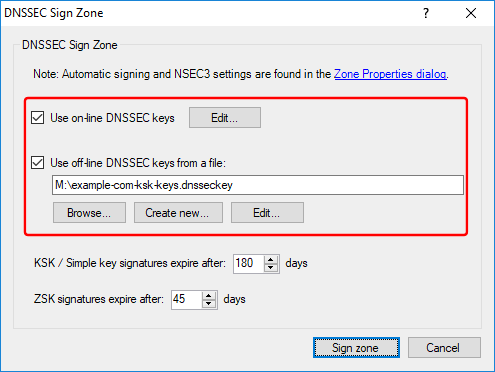 DNSSEC Sign Zone ? ×
DNSSEC Sign Zone
Note: Automatic signing and NSEC3 settings are found in the Zone Properties dialog.
Use on-line DNSSEC keys Edit...
Use off-line DNSSEC keys from a file:
M:\example-com-ksk-keys.dnsseckey
Browse... Create new... Edit...
KSK / Simple key signatures expire after: 180 days
ZSK signatures expire after: 45 days
Sign zone Cancel